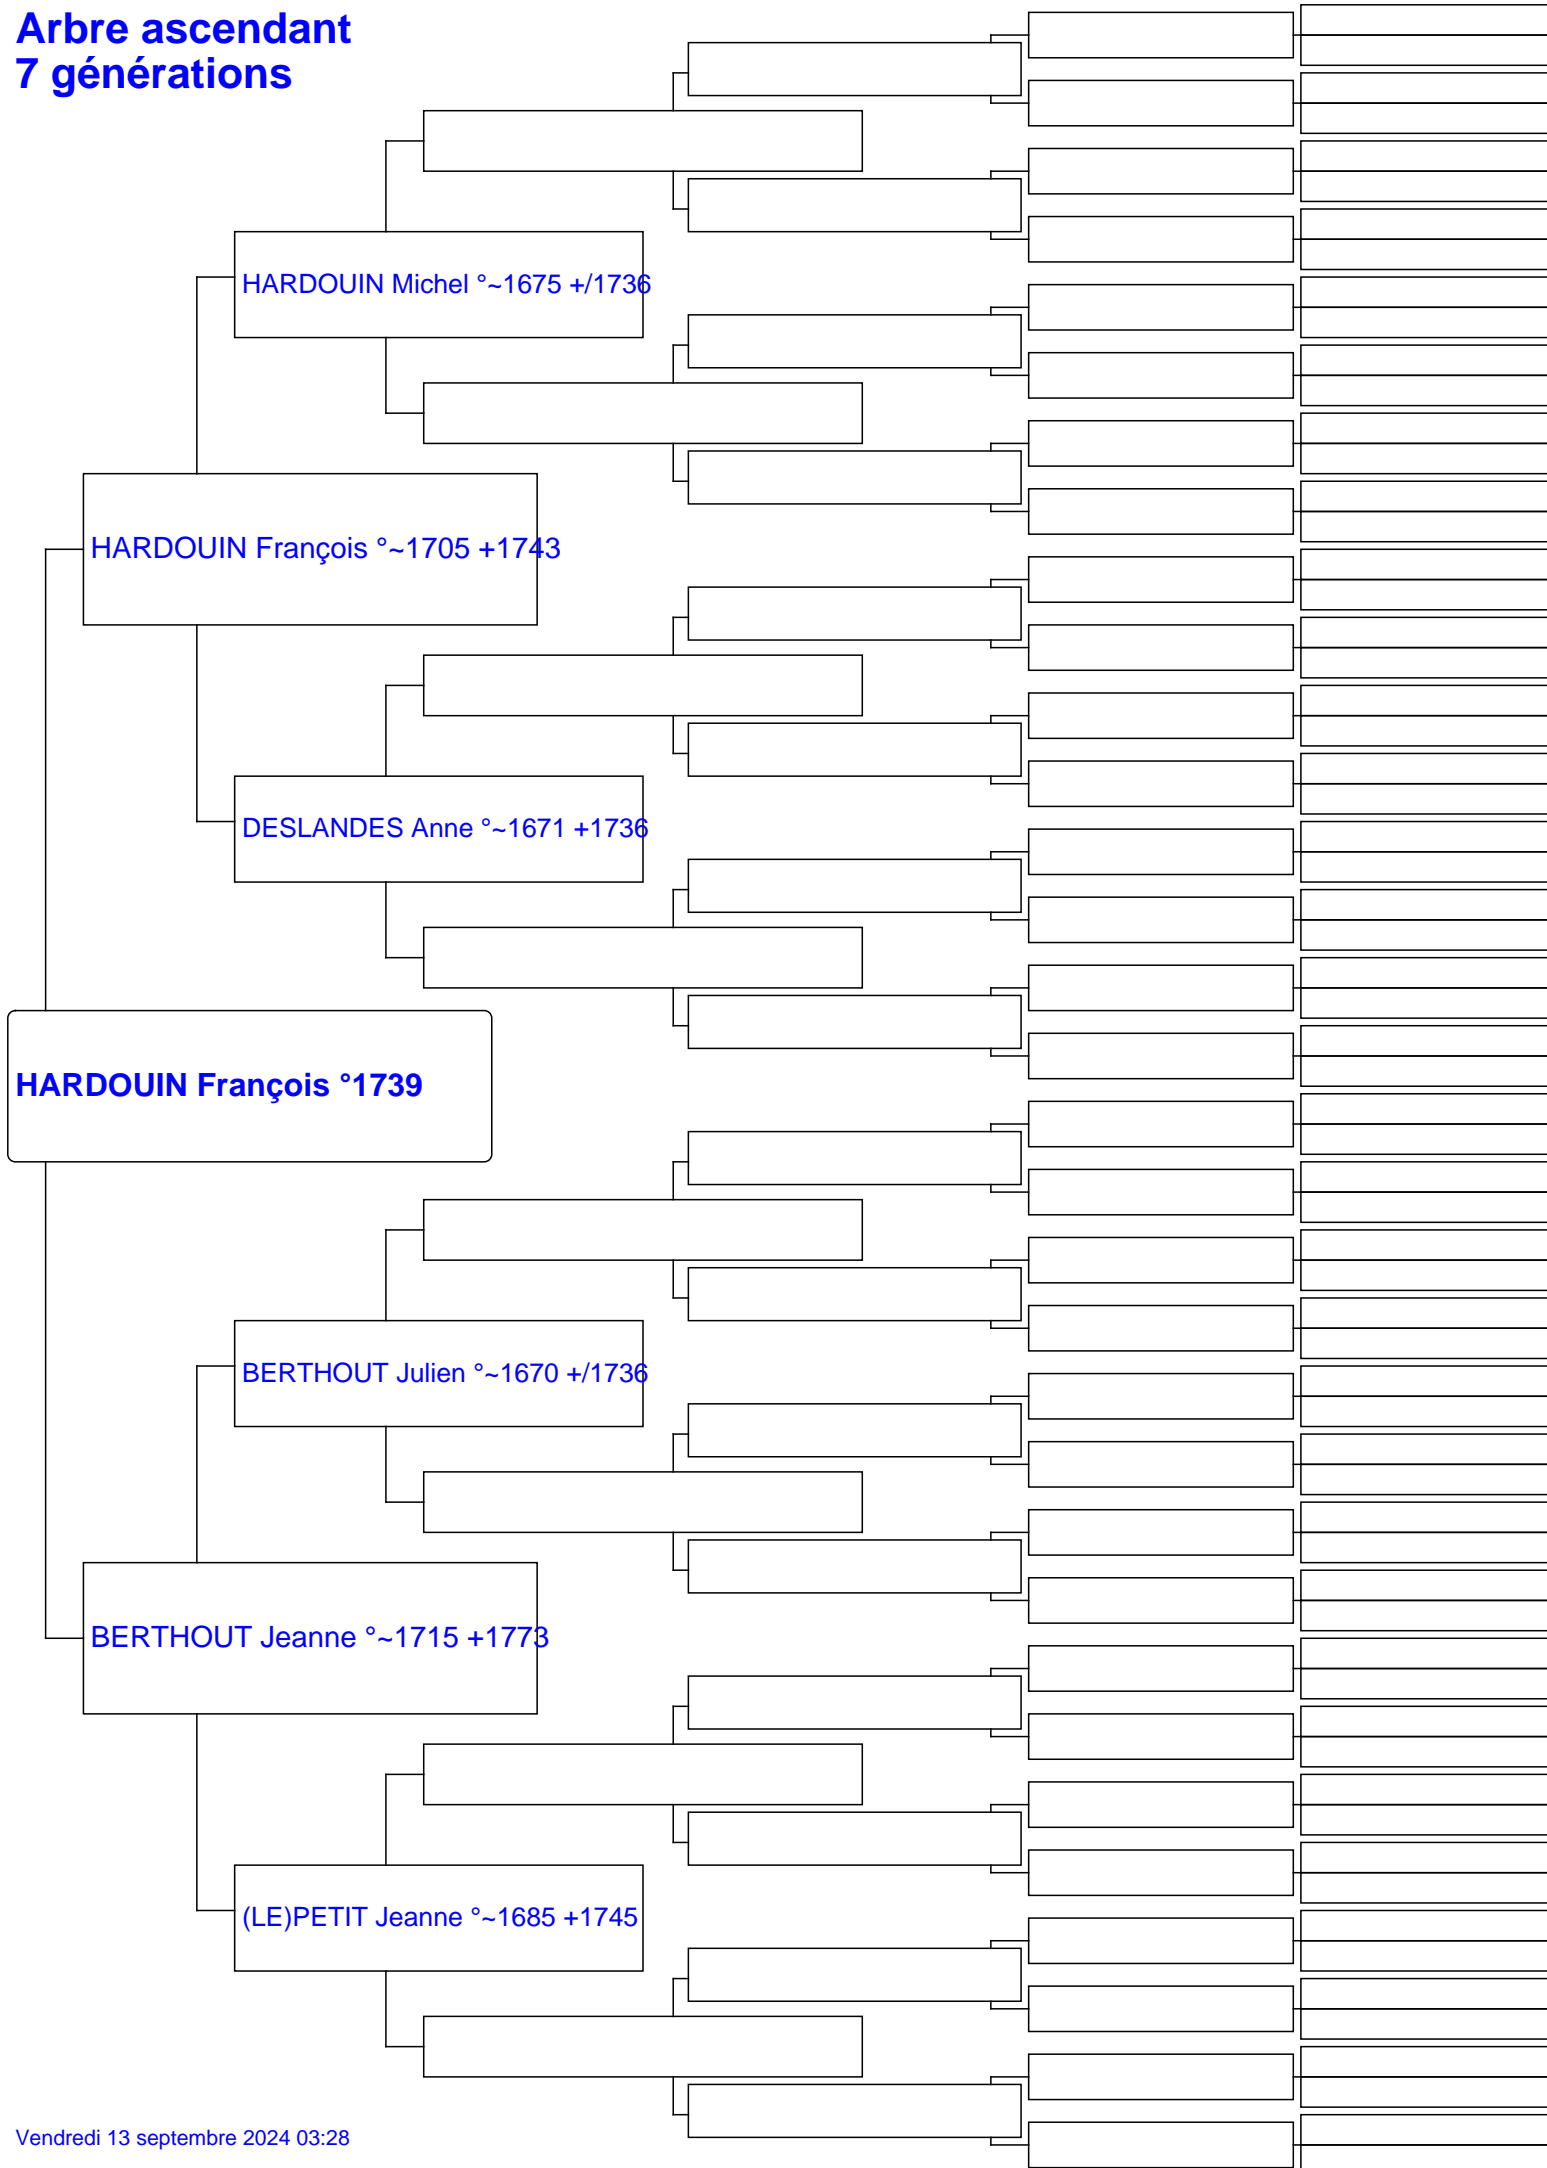 Arbre ascendant
7 générations
HARDOUIN Michel °~1675 +/1736
HARDOUIN François °~1705 +1743
DESLANDES Anne °~1671 +1736
HARDOUIN François °1739
BERTHOUT Julien °~1670 +/1736
BERTHOUT Jeanne °~1715 +1773
(LE)PETIT Jeanne °~1685 +1745
Vendredi 13 septembre 2024 03:28